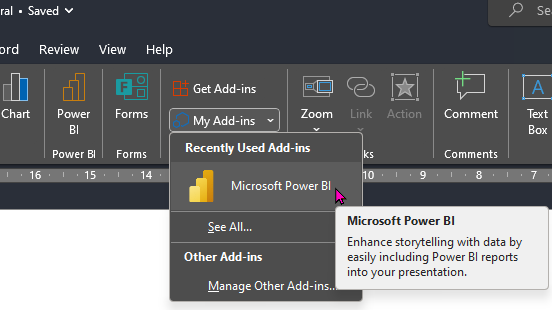 ral • Saved
Sea
ord Review View Help
Chart
Power BI
Forms
Get Add-ins
My Add-ins
Zoom
Link
Action
Comment
Text Box
Power BI
Forms
ks
Comments
16 15 14 10 9 8 7
Recently Used Add-ins
Microsoft Power BI
See All...
Other Add-ins
Manage Other Add-ins...
Microsoft Power BI
Enhance storytelling with data by
easily including Power BI reports
into your presentation.